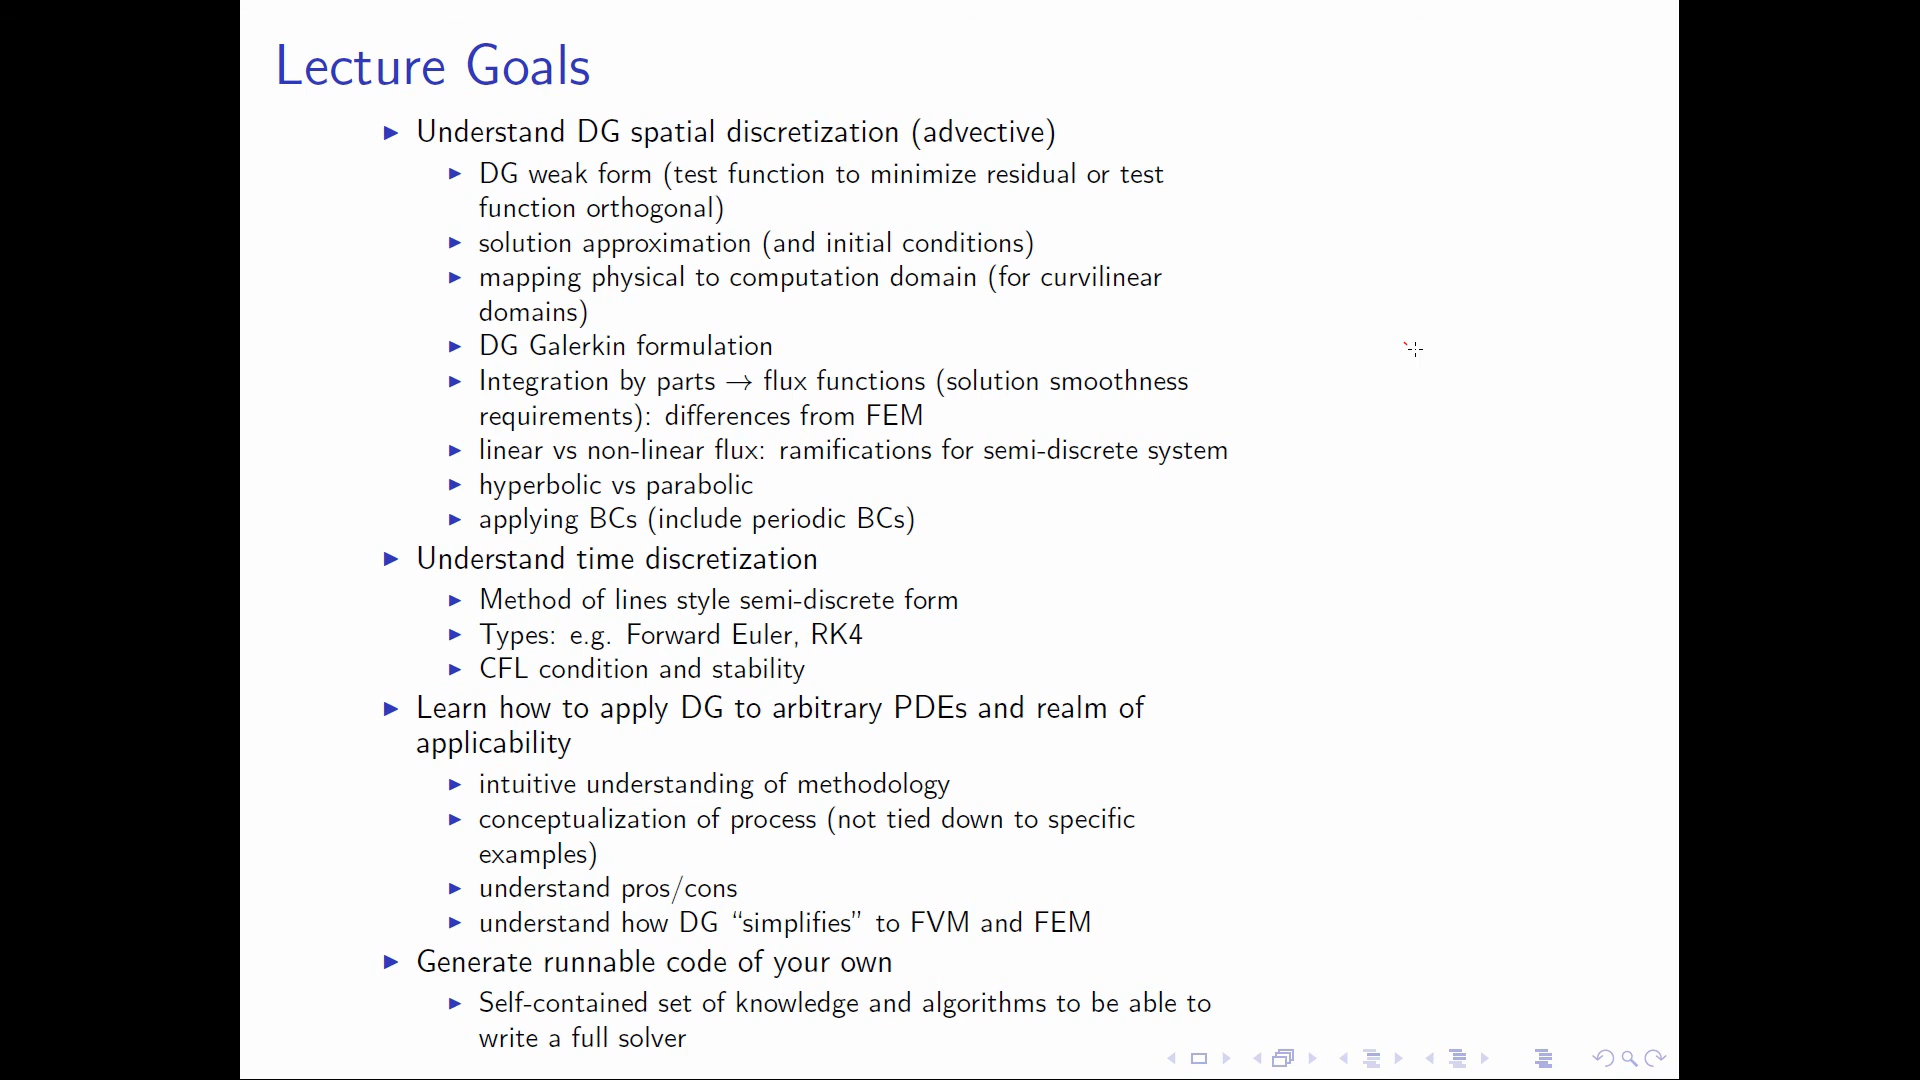 Lecture Goals
Understand DG spatial discretization (advective)
DG weak form (test function to minimize residual or test
function orthogonal)
solution approximation (and initial conditions)
mapping physical to computation domain (for curvilinear
domains)
DG Galerkin formulation
Integration by parts → flux functions (solution smoothness
requirements): differences from FEM
linear vs non-linear flux: ramifications for semi-discrete system
hyperbolic vs parabolic
applying BCs (include periodic BCs)
Understand time discretization
Method of lines style semi-discrete form
Types: e.g. Forward Euler, RK4
CFL condition and stability
Learn how to apply DG to arbitrary PDEs and realm of
applicability
intuitive understanding of methodology
conceptualization of process (not tied down to specific
examples)
understand pros/cons
understand how DG “simplifies” to FVM and FEM
Generate runnable code of your own
Self-contained set of knowledge and algorithms to be able to
write a full solver